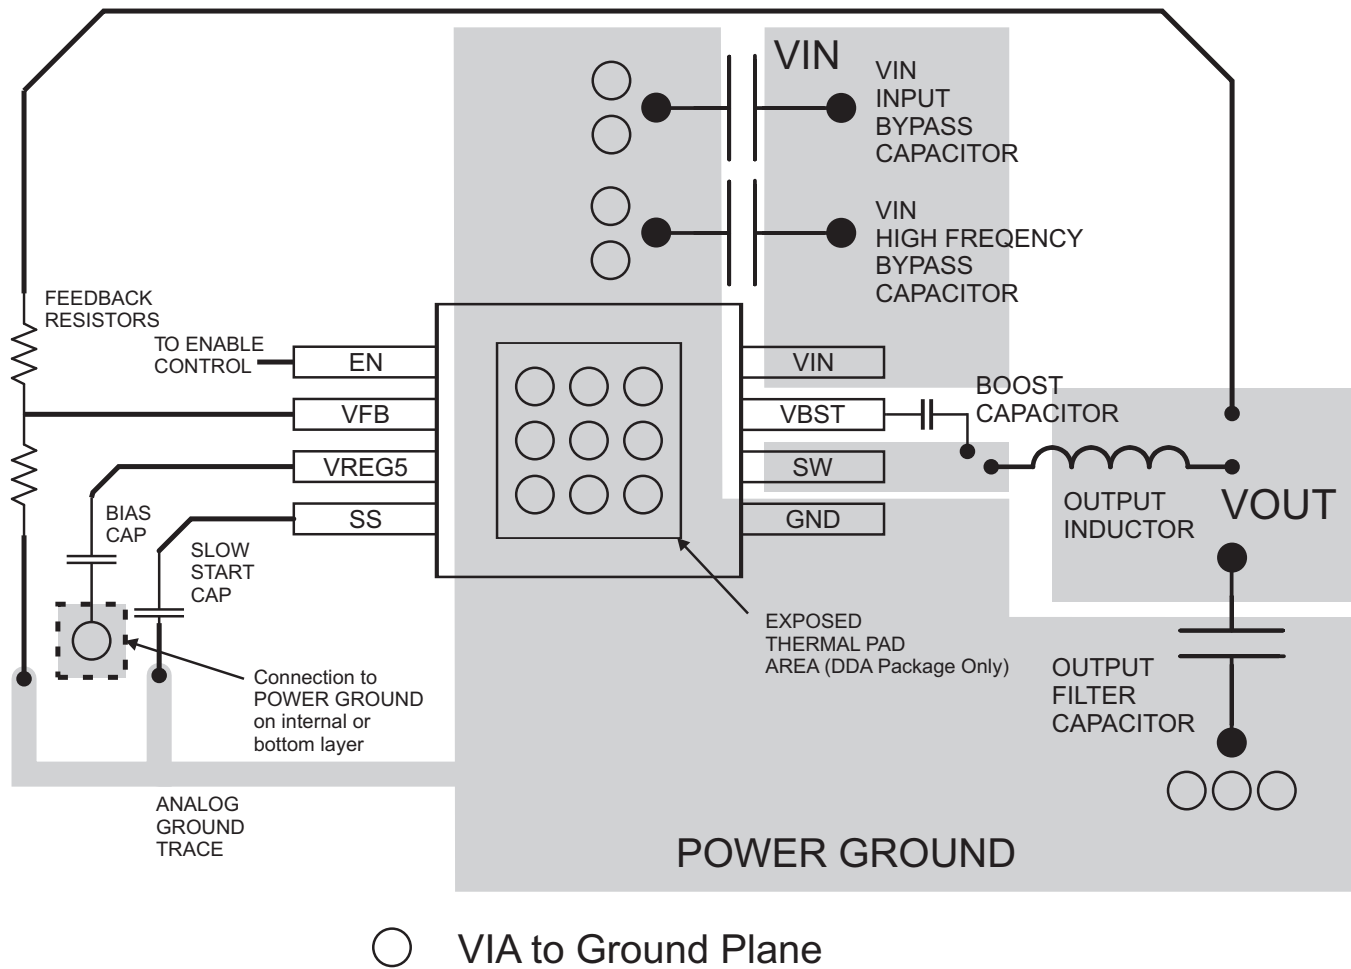 VIN
VIN
INPUT
BYPASS
CAPACITOR
VIN
HIGH FREQENCY
BYPASS
CAPACITOR
FEEDBACK
RESISTORS
TO ENABLE
CONTROL
EN
VFB
VREG5
SS
VIN
VBST
SW
GND
BOOST
CAPACITOR
BIAS
CAP
SLOW
START
CAP
OUTPUT
INDUCTOR
VOUT
EXPOSED
THERMAL PAD
AREA (DDA Package Only)
Connection to
POWER GROUND
on internal or
bottom layer
OUTPUT
FILTER
CAPACITOR
ANALOG
GROUND
TRACE
POWER GROUND
VIA to Ground Plane